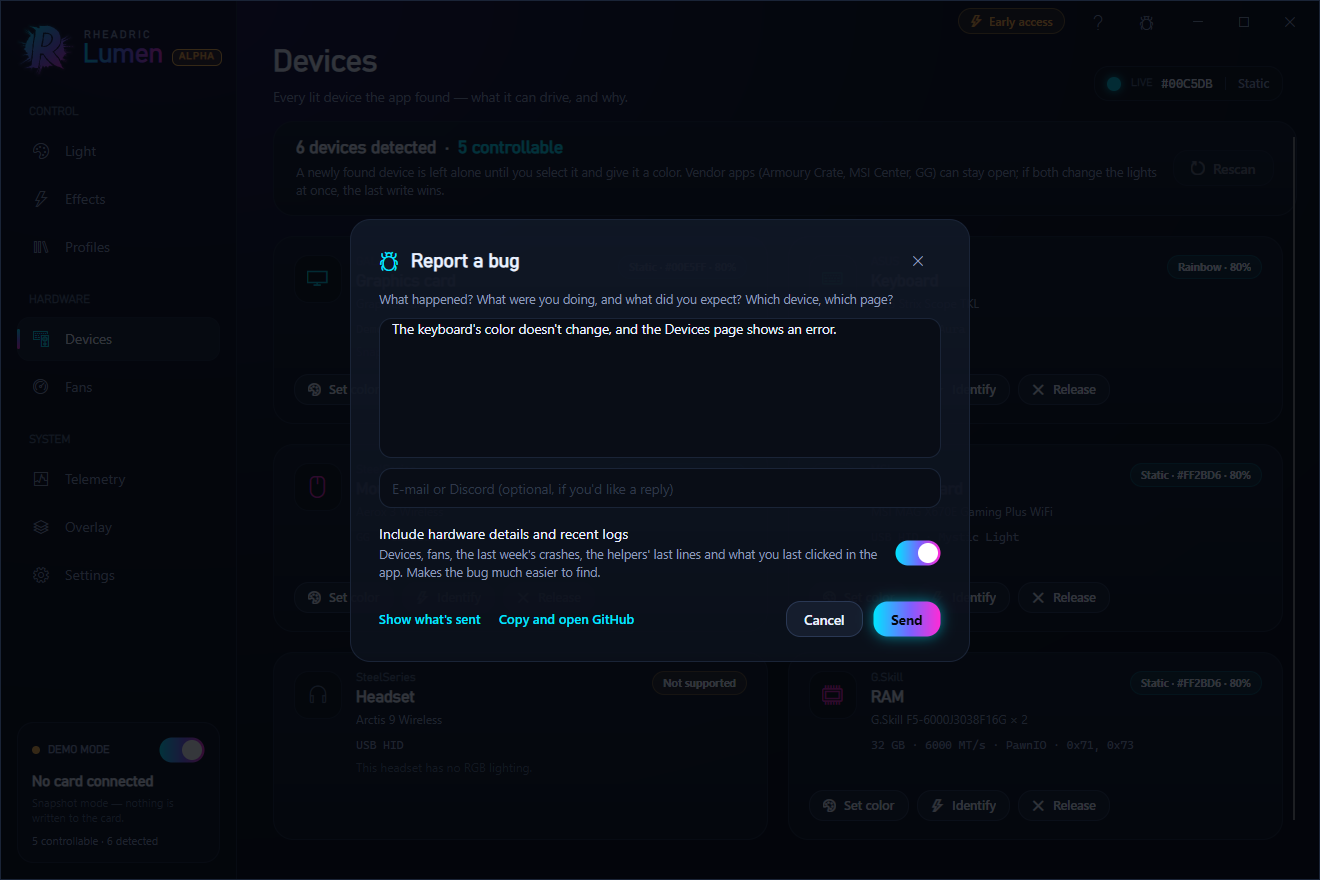 RHEADRIC
Lumen ALPHA
Early access
?
Devices
Every lit device the app found — what it can drive, and why.
LIVE #00C5DB Static
CONTROL
Light
Effects
Profiles
HARDWARE
Devices
Fans
SYSTEM
Telemetry
Overlay
Settings
DEMO MODE
No card connected
Snapshot mode — nothing is
written to the card.
5 controllable · 6 detected
6 devices detected · 5 controllable
A newly found device is left alone until you select it and give it a color. Vendor apps (Armoury Crate, MSI Center, GG) can stay open; if both change the lights
at once, the last write wins.
Rescan
Graphics card
Keyboard
Rainbow · 80%
XL
Set
Identify
Release
Static · #FF2BD6 · 80%
Gaming Plus WiFi
Light
Set
Identify
Release
Report a bug
What happened? What were you doing, and what did you expect? Which device, which page?
The keyboard's color doesn't change, and the Devices page shows an error.
E-mail or Discord (optional, if you'd like a reply)
Include hardware details and recent logs
Devices, fans, the last week's crashes, the helpers' last lines and what you last clicked in the
app. Makes the bug much easier to find.
Show what's sent
Copy and open GitHub
Cancel
Send
SteelSeries
Headset
Not supported
Arctis 9 Wireless
USB HID
This headset has no RGB lighting.
G.Skill
RAM
Static · #FF2BD6 · 80%
G.Skill F5-6000J3038F16G × 2
32 GB · 6000 MT/s · PawnIO · 0x71, 0x73
Set color
Identify
Release